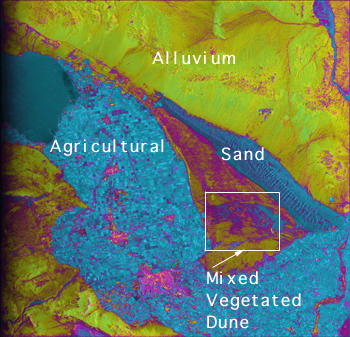 Alluvium
Agricultural
Sand
Mixed
Vegetated
Dune